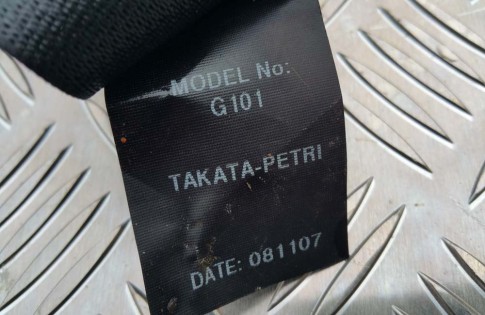 MODEL No:
G101
TAKATA-PETRI
DATE: 081107